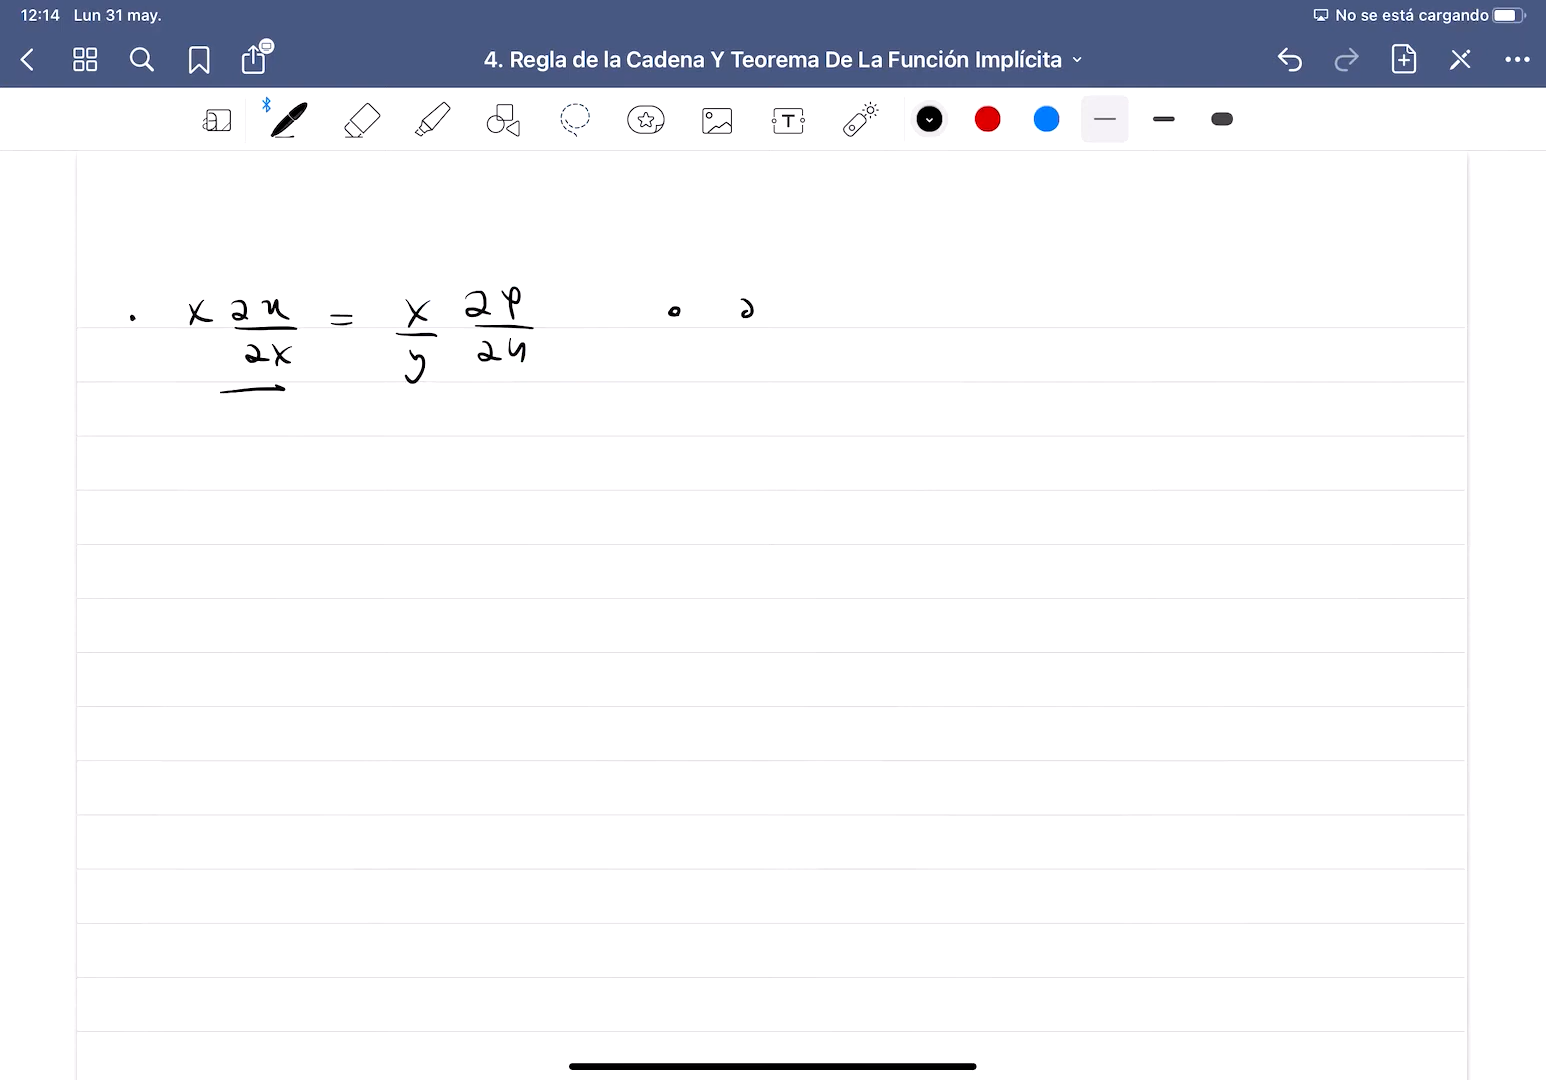 12:14 Lun 31 may. No se está cargando
4. Regla de la Cadena Y Teorema De La Función Implícita
T
· x ∂u/∂x = x/y ∂φ/∂u • ∂